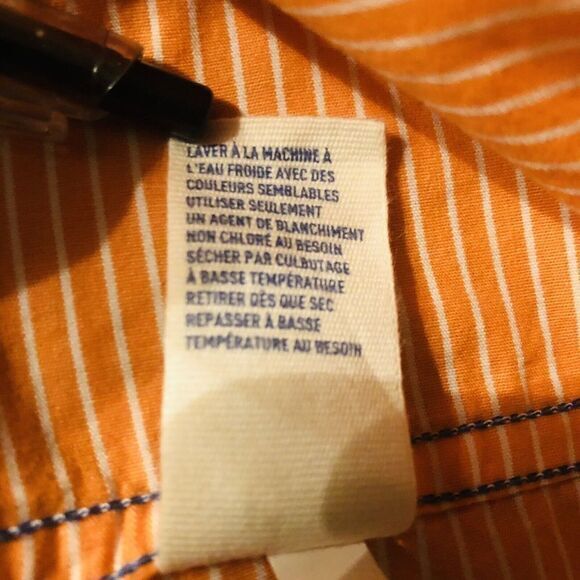 LAVER À LA MACHINE À
L'EAU FROIDE AVEC DES
COULEURS SEMBLABLES
UTILISER SEULEMENT
UN AGENT DE BLANCHIMENT
NON CHLORÉ AU BESOIN
SÉCHER PAR CULBUTAGE
À BASSE TEMPÉRATURE
RETIRER DÈS QUE SEC
REPASSER À BASSE
TEMPÉRATURE AU BESOIN